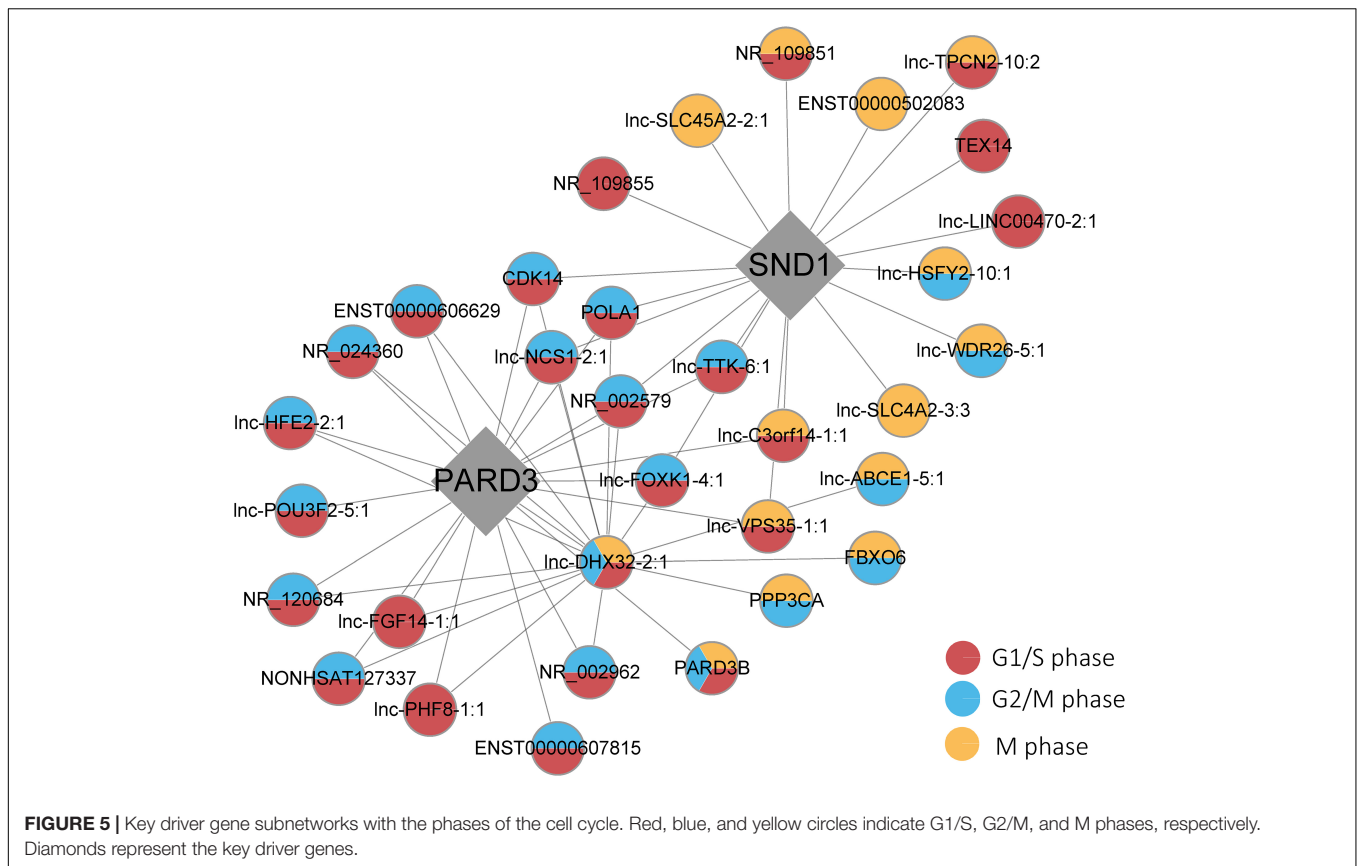 NR_109851
lnc-TPCN2-10:2
ENST00000502083
lnc-SLC45A2-2:1
TEX14
NR_109855
lnc-LINC00470-2:1
SND1
lnc-HSFY2-10:1
CDK14
ENST00000606629
POLA1
NR_024360
lnc-NCS1-2:1
lnc-WDR26-5:1
lnc-TTK-6:1
NR_002579
lnc-SLC4A2-3:3
lnc-HFE2-2:1
lnc-C3orf14-1:1
PARD3
lnc-FOXK1-4:1
lnc-ABCE1-5:1
lnc-POU3F2-5:1
lnc-VPS35-1:1
lnc-DHX32-2:1
FBXO6
NR_120684
PPP3CA
lnc-FGF14-1:1
NONHSAT127337
NR_002962
PARD3B
lnc-PHF8-1:1
ENST00000607815
G1/S phase
G2/M phase
M phase
FIGURE 5 | Key driver gene subnetworks with the phases of the cell cycle. Red, blue, and yellow circles indicate G1/S, G2/M, and M phases, respectively.
Diamonds represent the key driver genes.